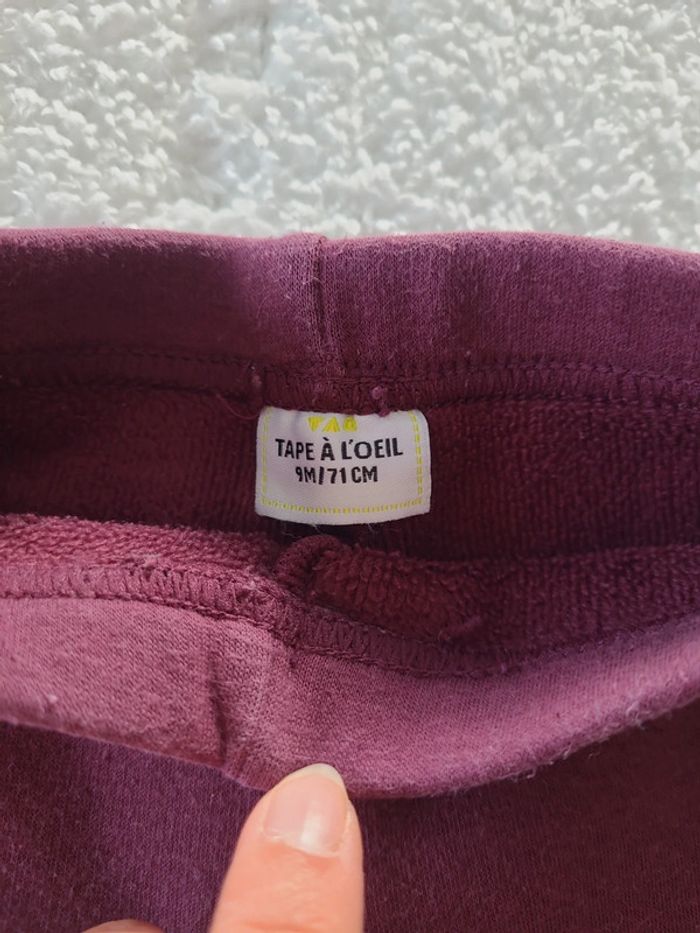 TAO
TAPE À L'OEIL
9M/71CM